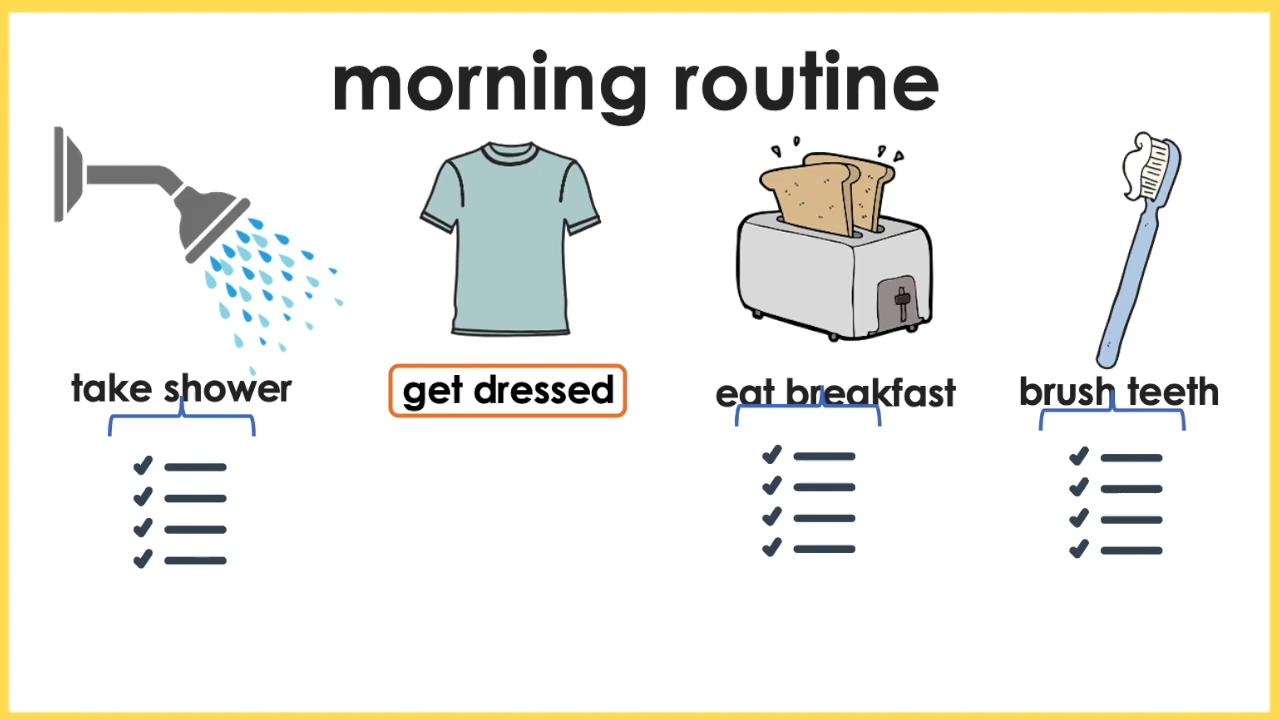 morning routine
take shower
get dressed
eat breakfast
brush teeth